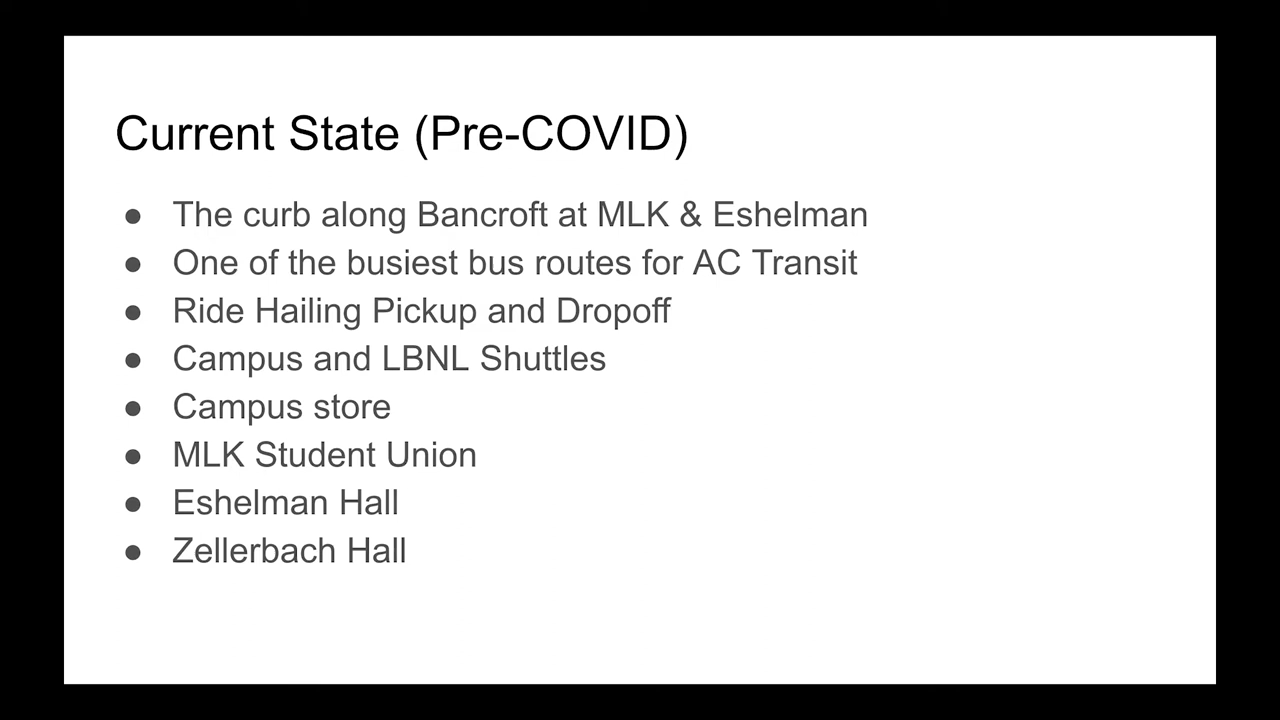 Current State (Pre-COVID)
● The curb along Bancroft at MLK & Eshelman
● One of the busiest bus routes for AC Transit
● Ride Hailing Pickup and Dropoff
● Campus and LBNL Shuttles
● Campus store
● MLK Student Union
● Eshelman Hall
● Zellerbach Hall